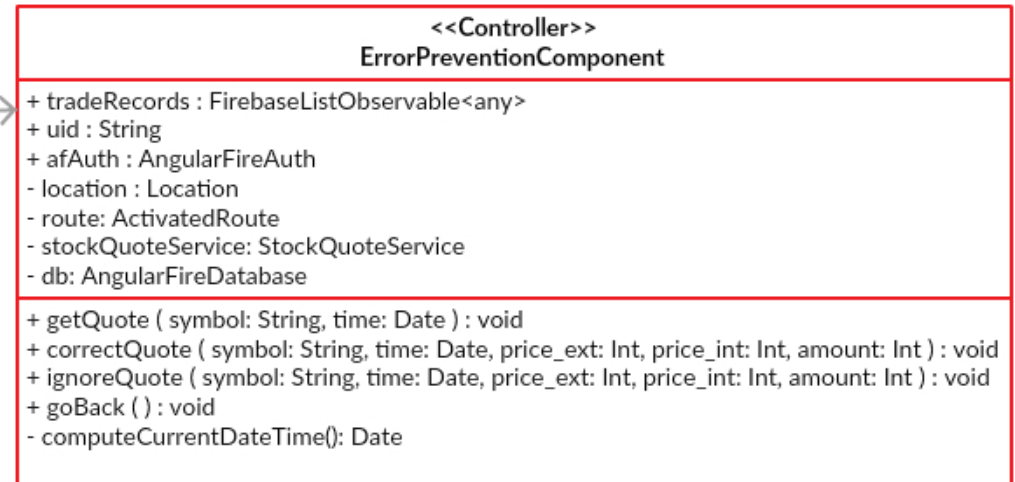 <<Controller>>
ErrorPreventionComponent
+ tradeRecords : FirebaseListObservable<any>
+ uid : String
+ afAuth : AngularFireAuth
- location : Location
- route: ActivatedRoute
- stockQuoteService: StockQuoteService
- db: AngularFireDatabase
+ getQuote ( symbol: String, time: Date ) : void
+ correctQuote ( symbol: String, time: Date, price_ext: Int, price_int: Int, amount: Int ) : void
+ ignoreQuote ( symbol: String, time: Date, price_ext: Int, price_int: Int, amount: Int ) : void
+ goBack ( ) : void
- computeCurrentDateTime(): Date